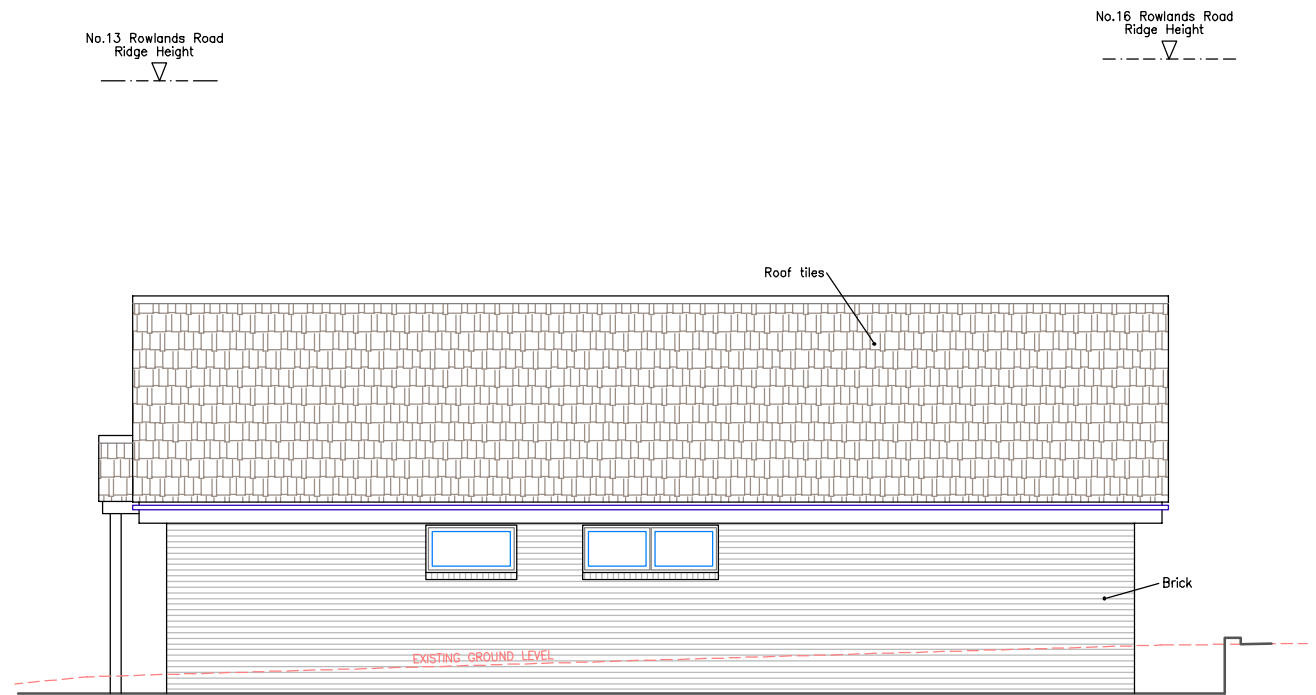 No.13 Rowlands Road
Ridge Height
No.16 Rowlands Road
Ridge Height
Roof tiles
Brick
EXISTING GROUND LEVEL